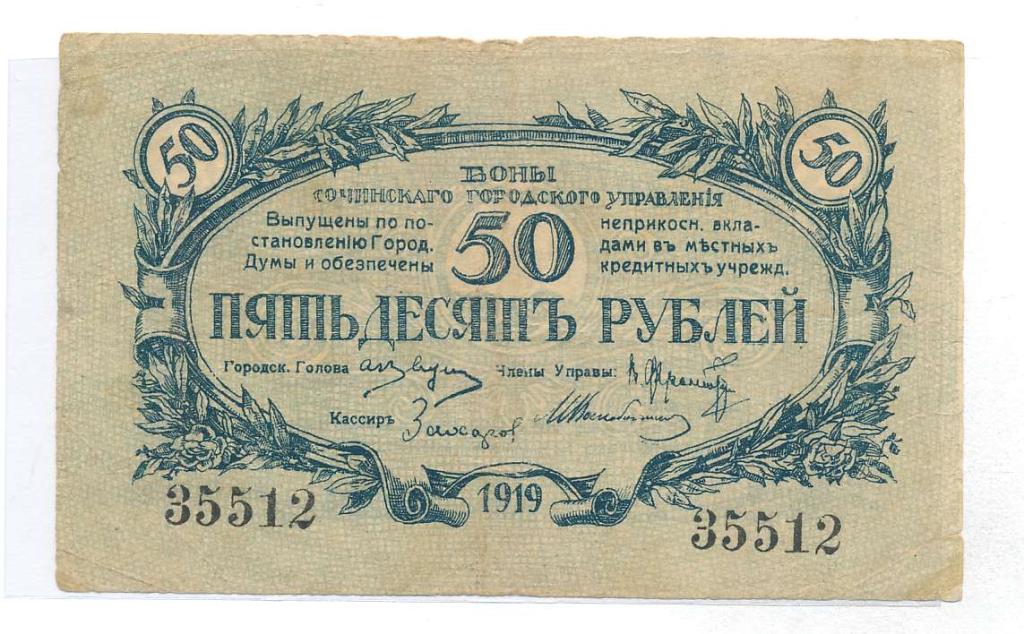 50
50
БОНЫ
СОЧИНСКАГО ГОРОДСКОГО УПРАВЛЕНІЯ
Выпущены по по-
становленію Город.
Думы и обезпечены
50
неприкосн. вкла-
дами въ мѣстныхъ
кредитныхъ учрежд.
ПЯТЬДЕСЯТЪ РУБЛЕЙ
Городск. Голова
Члены Управы:
Кассиръ Захаров
1919
35512
35512